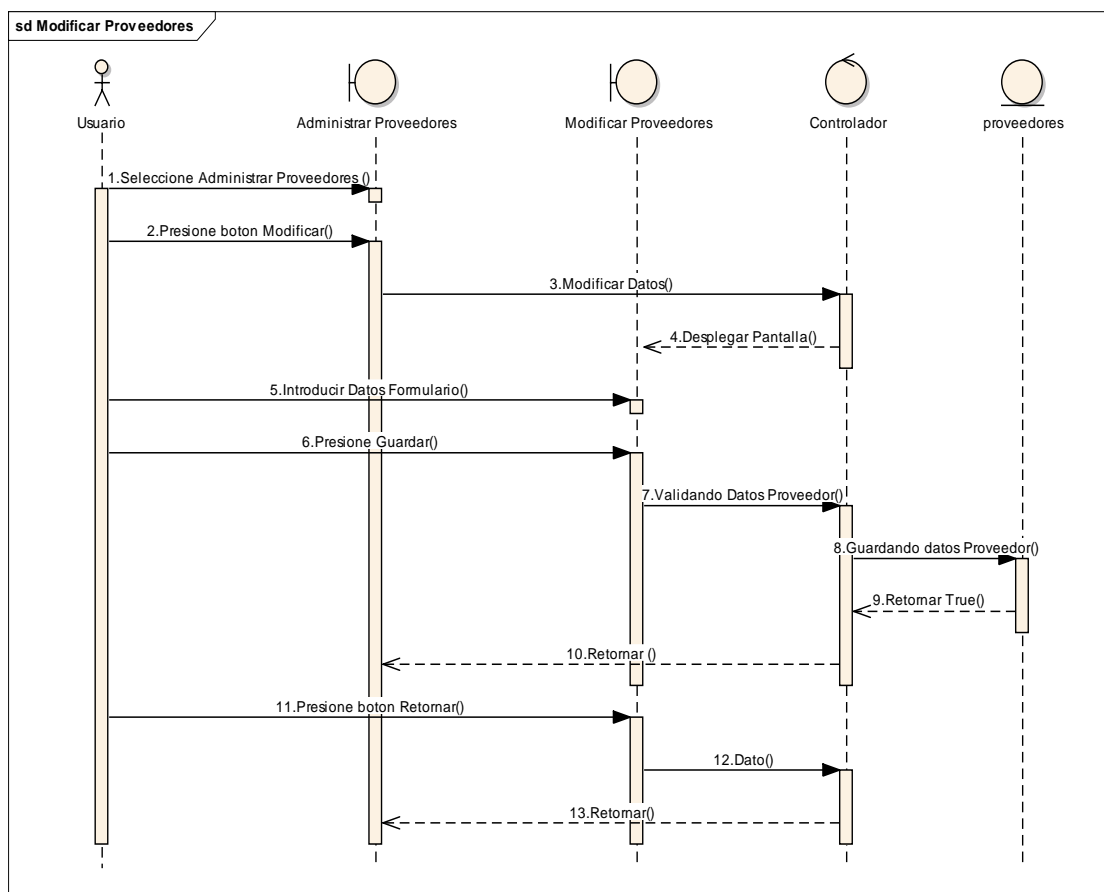 sd Modificar Proveedores
Usuario
Administrar Proveedores
Modificar Proveedores
Controlador
proveedores
1.Seleccione Administrar Proveedores ()
2.Presione boton Modificar()
3.Modificar Datos()
4.Desplegar Pantalla()
5.Introducir Datos Formulario()
6.Presione Guardar()
7.Validando Datos Proveedor()
8.Guardando datos Proveedor()
9.Retornar True()
10.Retornar ()
11.Presione boton Retornar()
12.Dato()
13.Retornar()